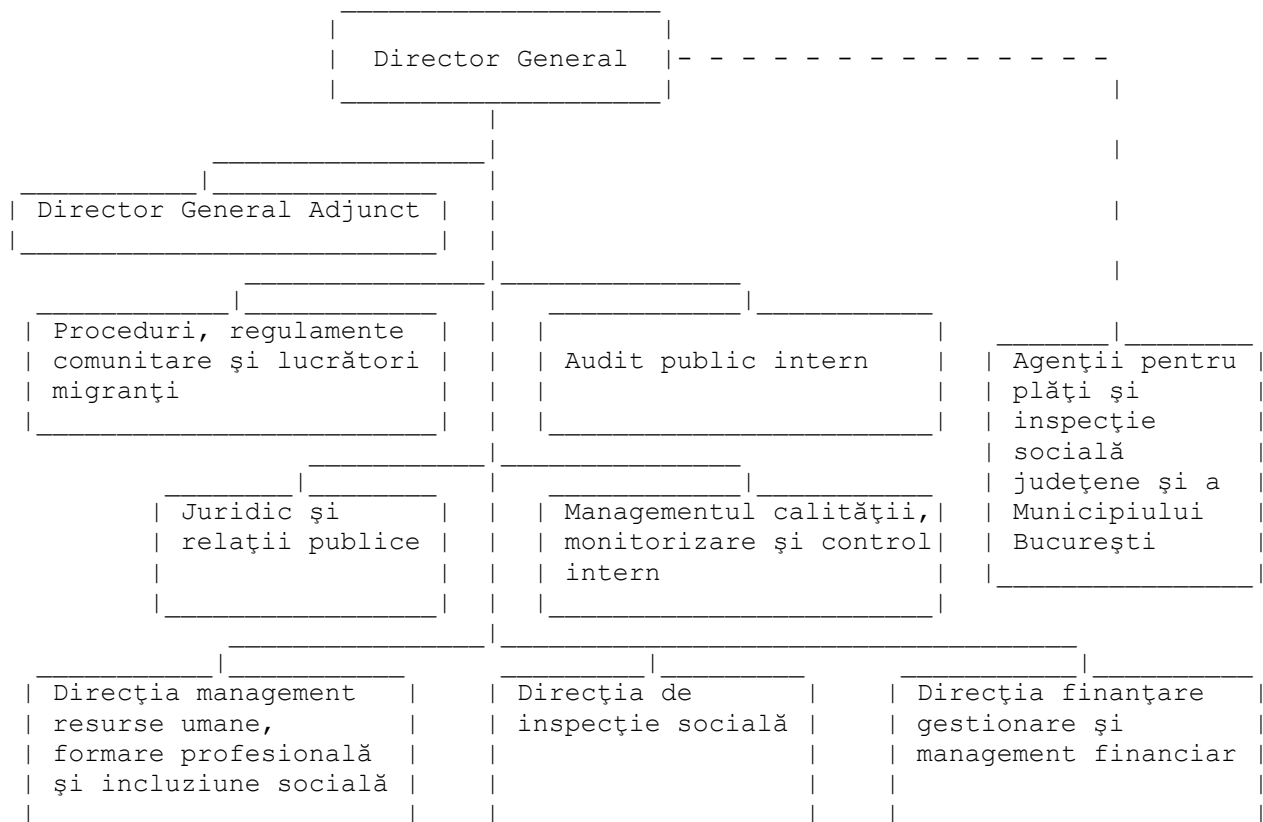 Director General
Director General Adjunct
Proceduri, regulamente
comunitare şi lucrători
migranţi
Audit public intern
Agenţii pentru
plăţi şi
inspecţie
socială
judeţene şi a
Municipiului
Bucureşti
Juridic şi
relaţii publice
Managementul calităţii,
monitorizare şi control
intern
Direcţia management
resurse umane,
formare profesională
şi incluziune socială
Direcţia de
inspecţie socială
Direcţia finanţare
gestionare şi
management financiar